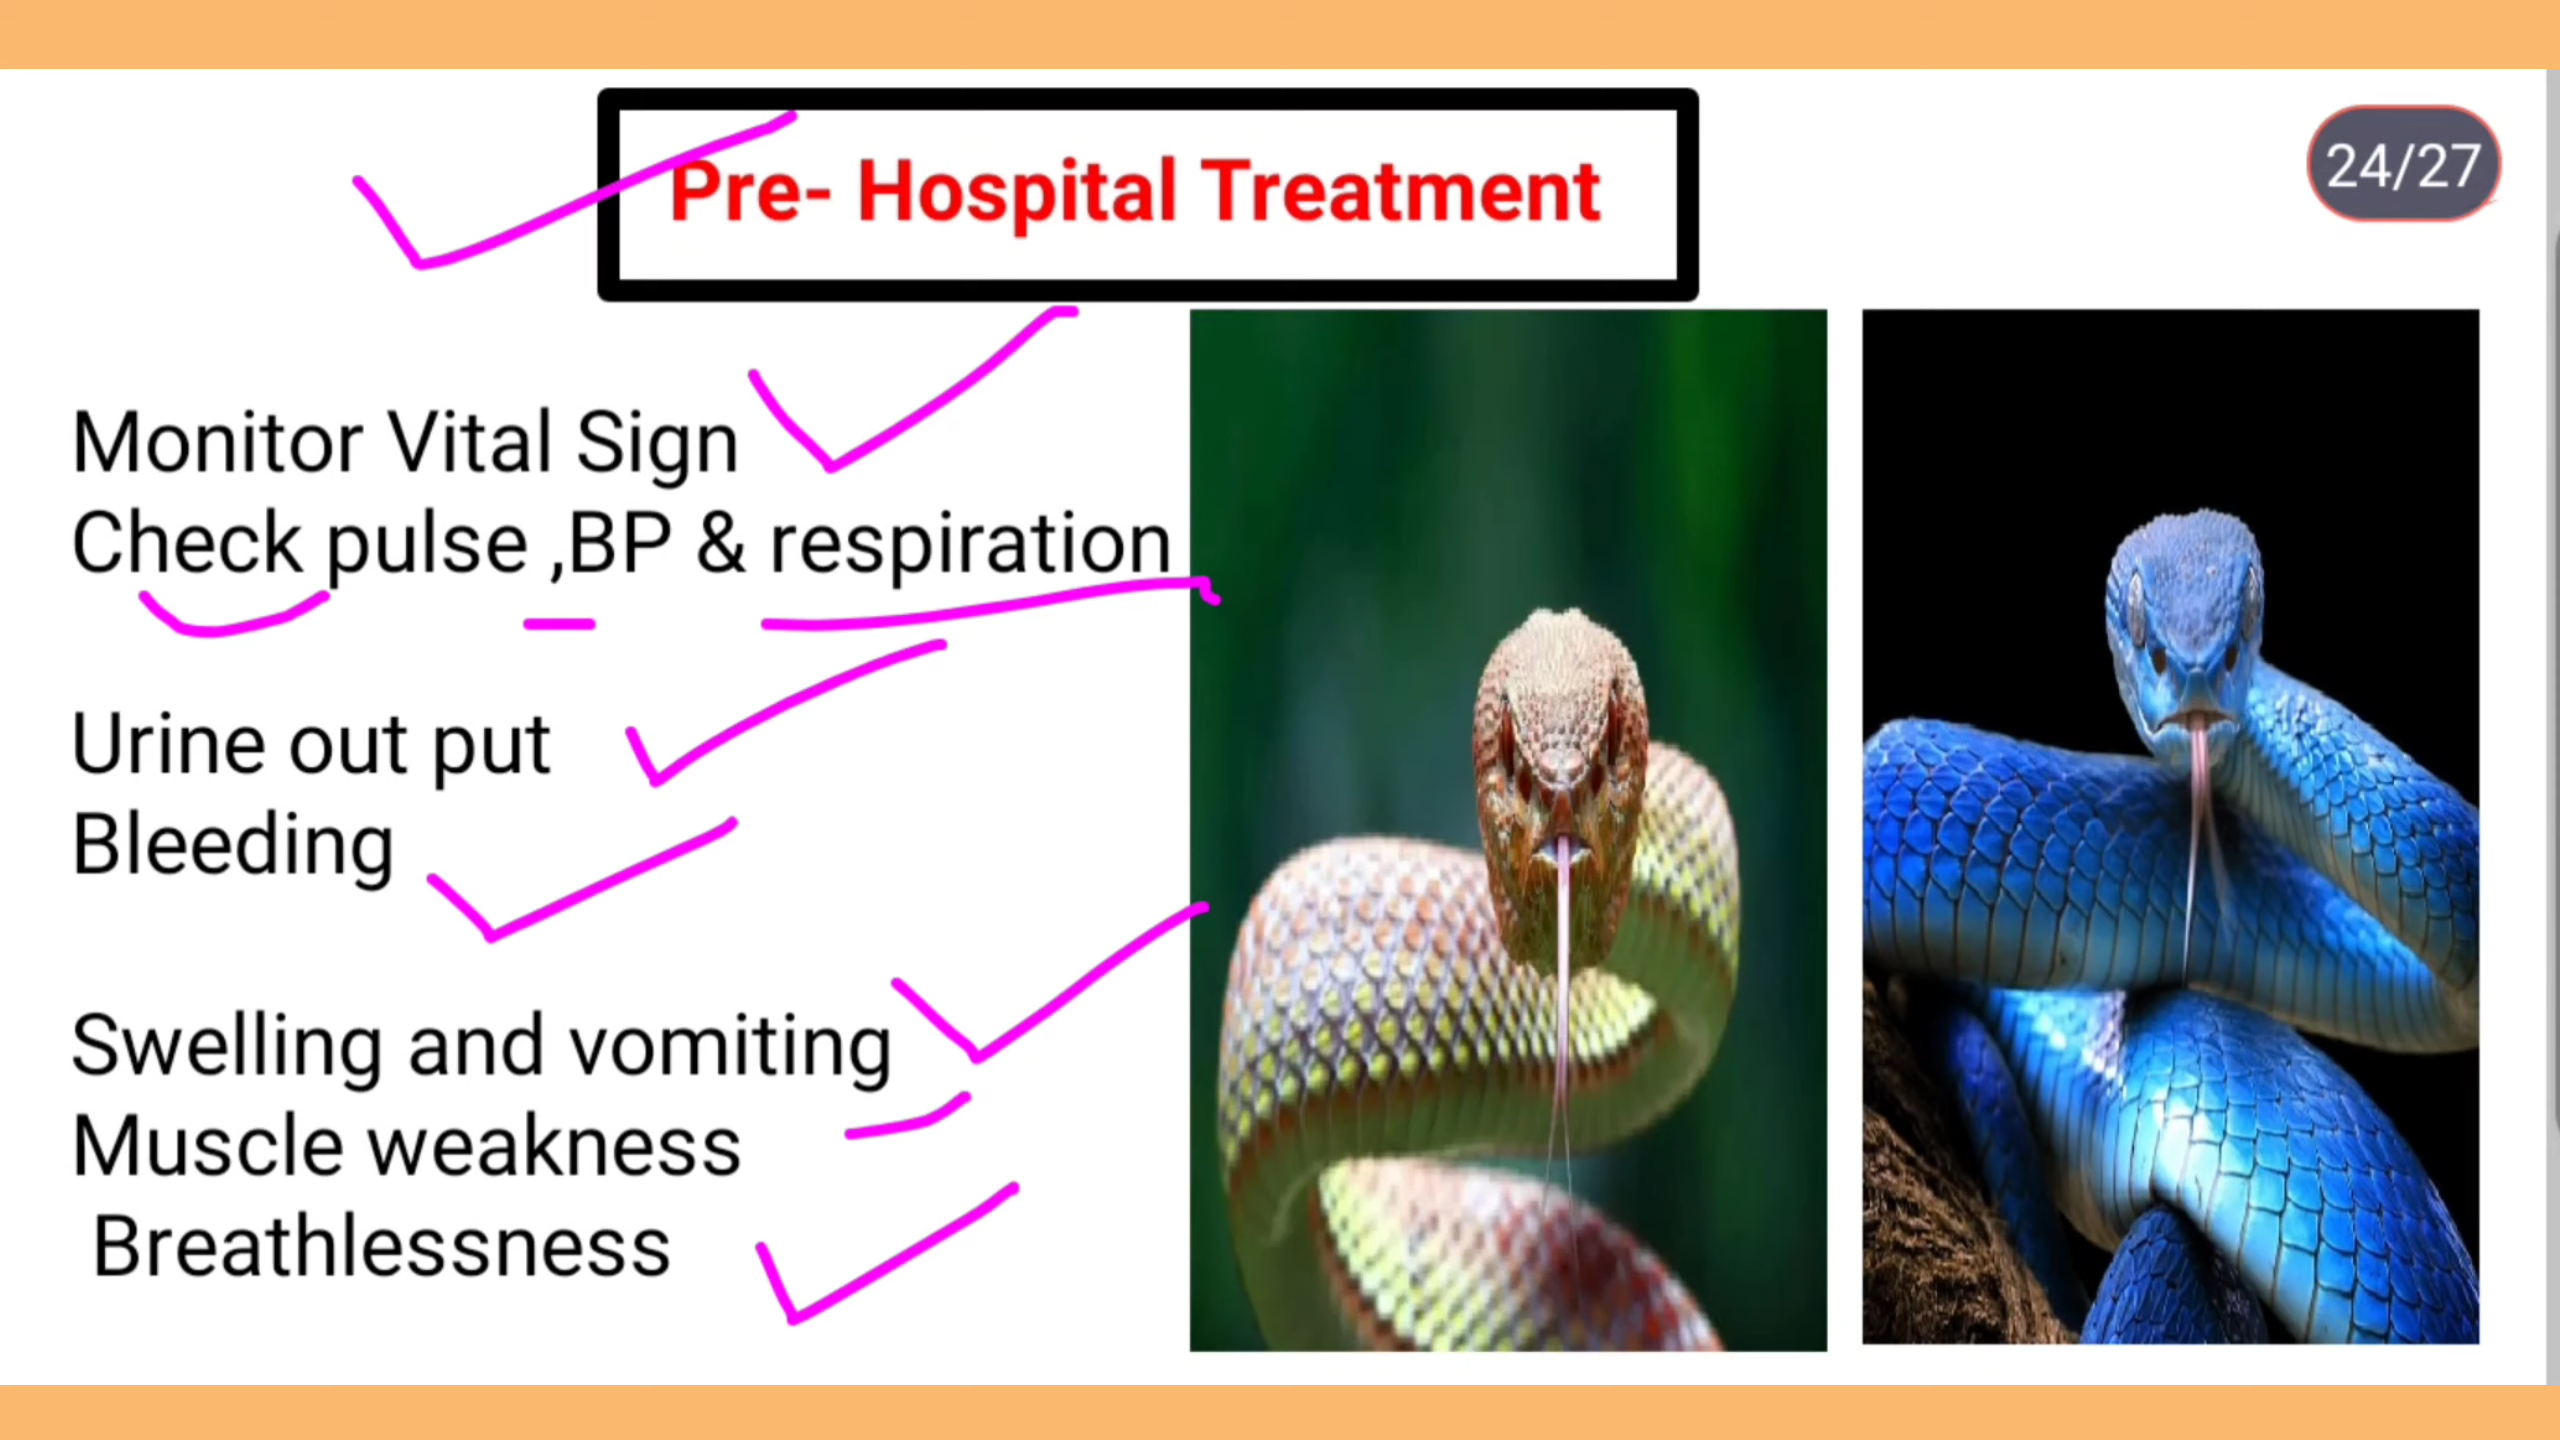 Pre- Hospital Treatment
24/27
Monitor Vital Sign
Check pulse ,BP & respiration
Urine out put
Bleeding
Swelling and vomiting
Muscle weakness
Breathlessness